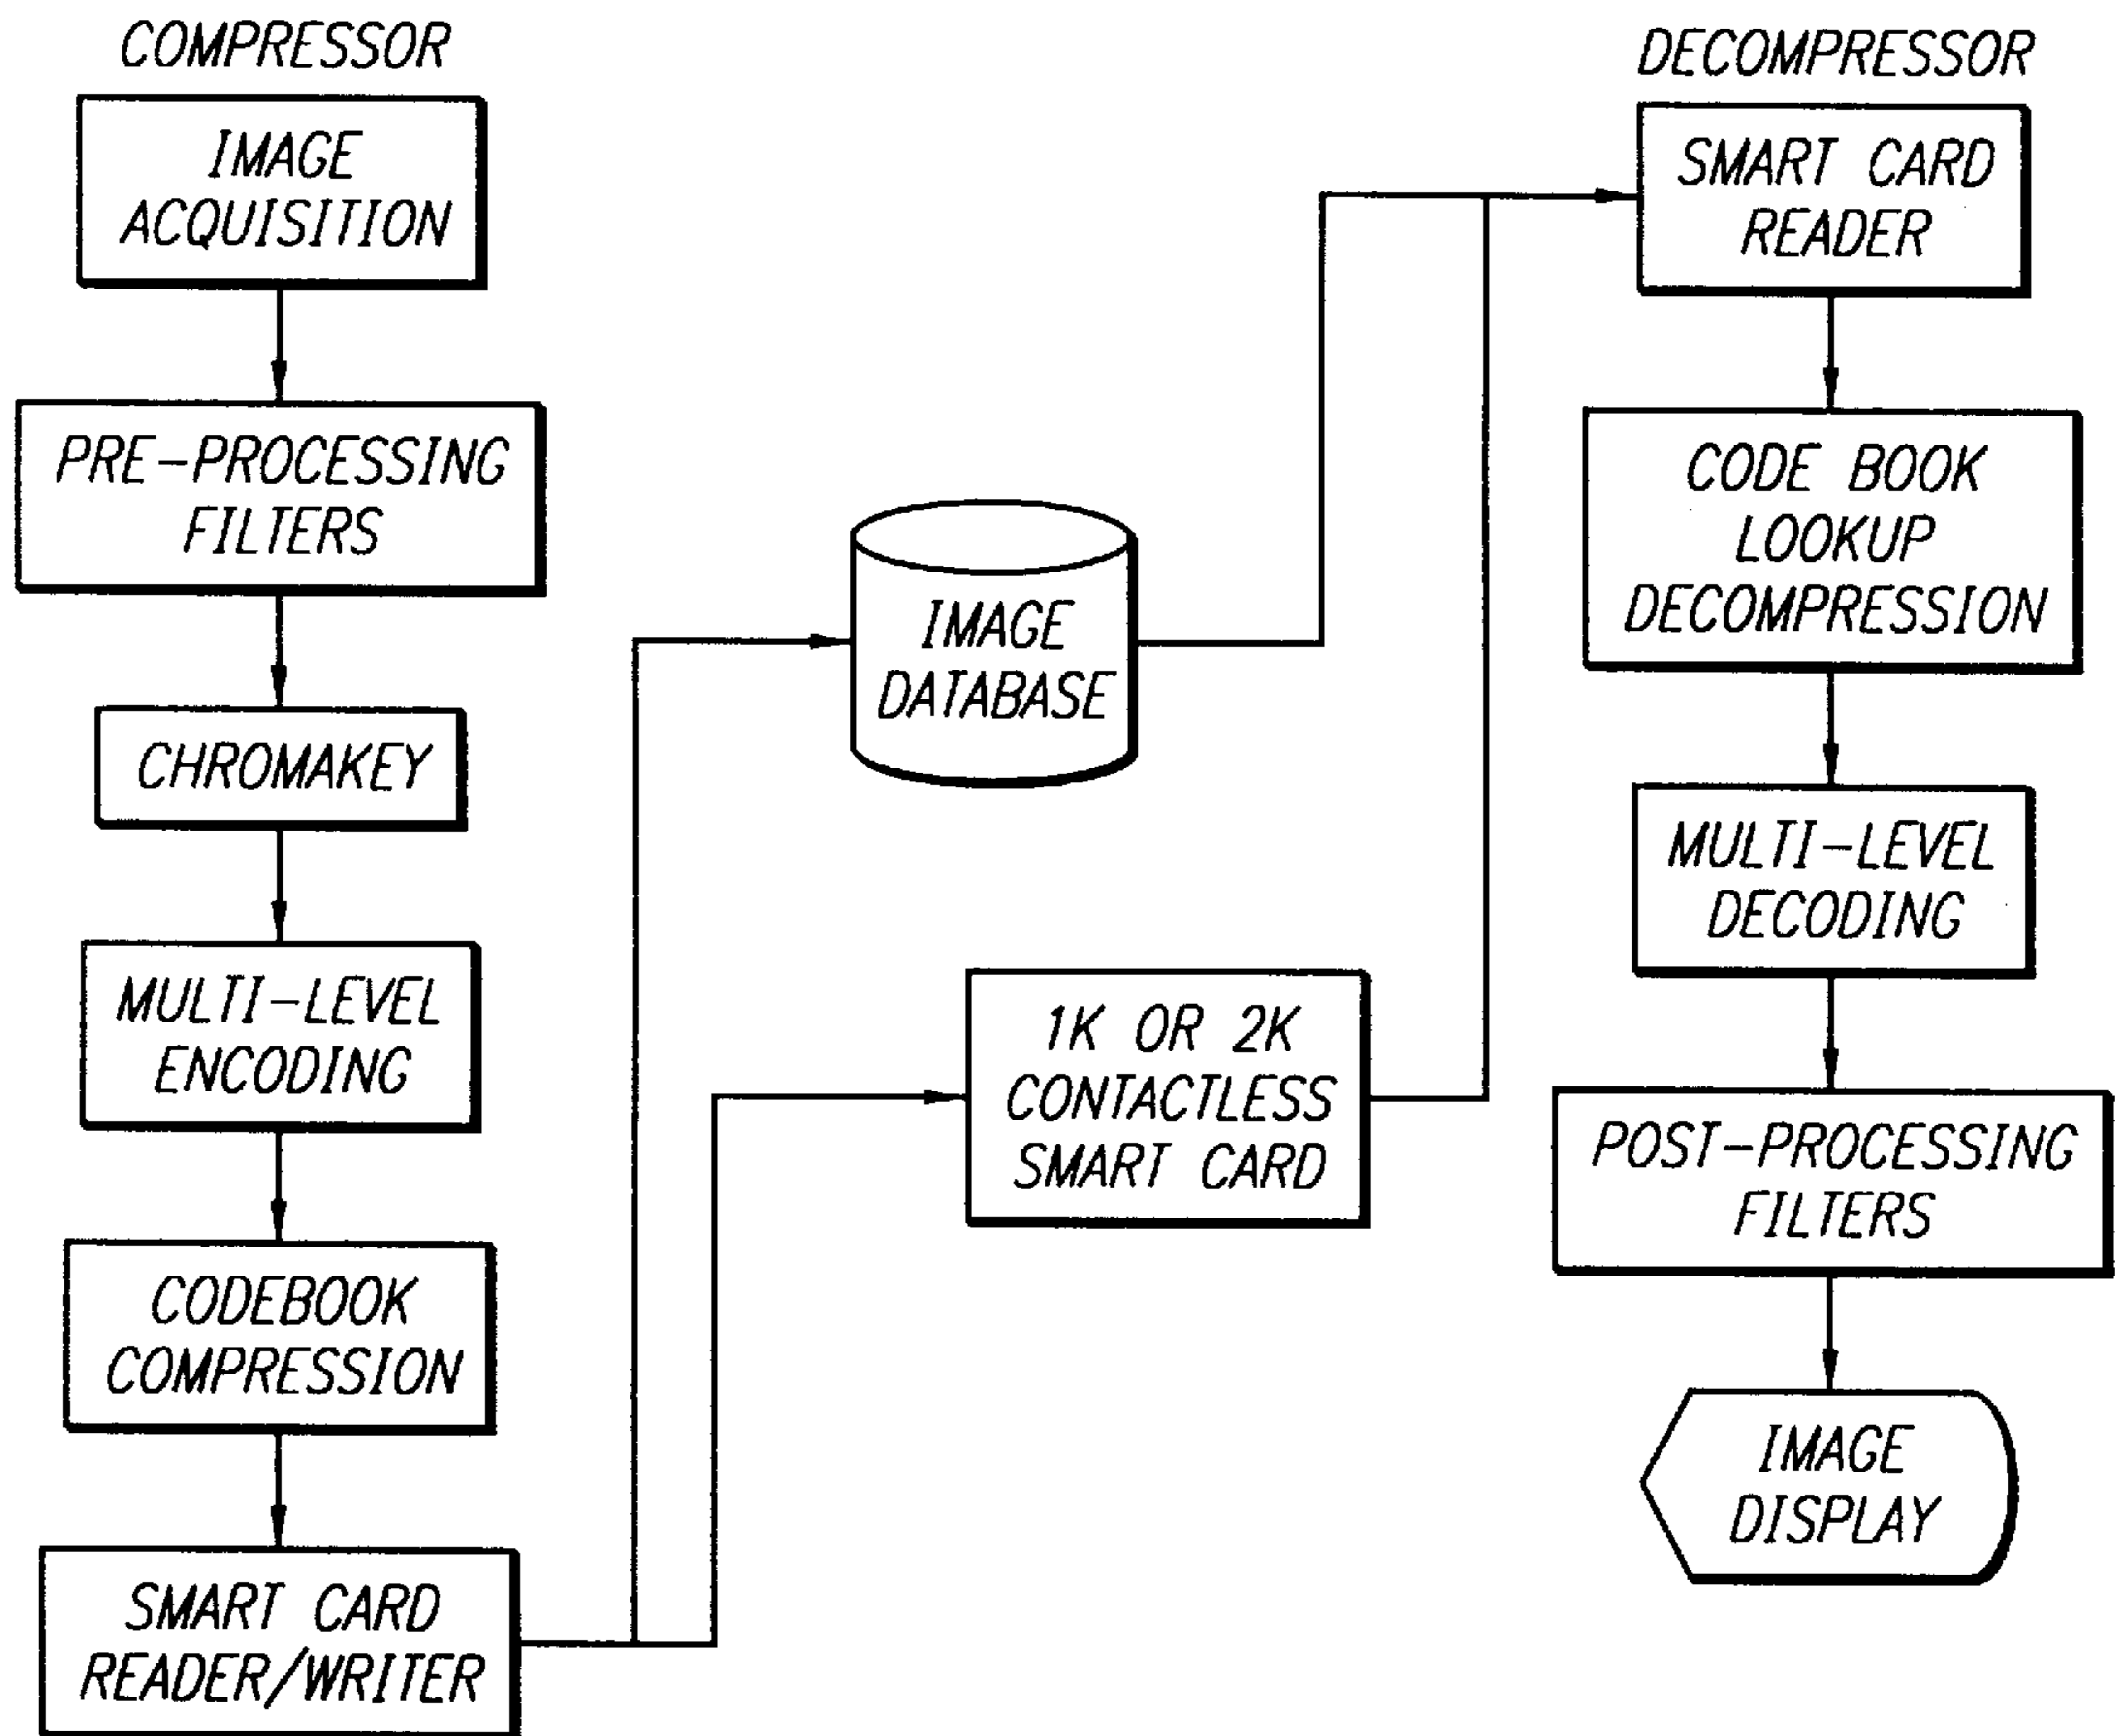 COMPRESSOR
IMAGE
ACQUISITION
PRE-PROCESSING
FILTERS
CHROMAKEY
MULTI-LEVEL
ENCODING
CODEBOOK
COMPRESSION
SMART CARD
READER/WRITER
IMAGE
DATABASE
1K OR 2K
CONTACTLESS
SMART CARD
DECOMPRESSOR
SMART CARD
READER
CODE BOOK
LOOKUP
DECOMPRESSION
MULTI-LEVEL
DECODING
POST-PROCESSING
FILTERS
IMAGE
DISPLAY